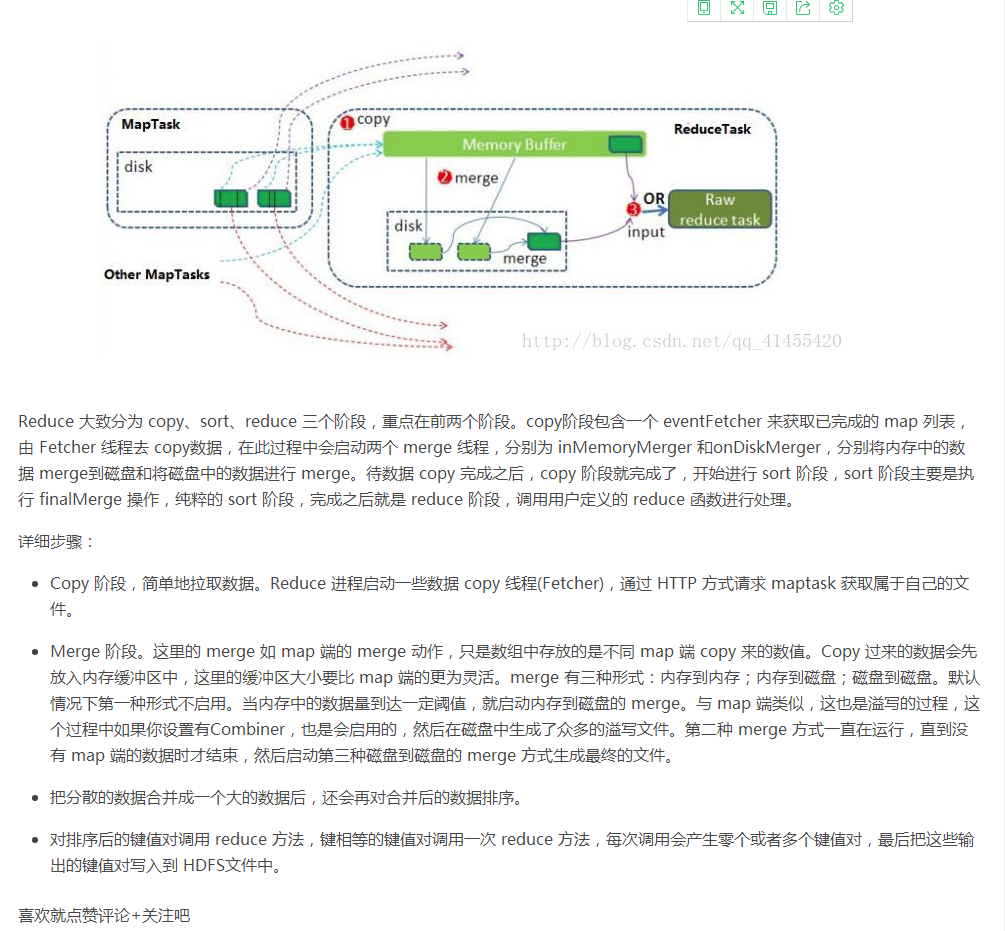 MapTask
disk
Other MapTasks
1 copy
ReduceTask
Memory Buffer
2 merge
disk
merge
3
OR
input
Raw
reduce task
http://blog.csdn.net/qq_41455420
Reduce 大致分为 copy、sort、reduce 三个阶段，重点在前两个阶段。copy阶段包含一个 eventFetcher 来获取已完成的 map 列表，
由 Fetcher 线程去 copy数据，在此过程中会启动两个 merge 线程，分别为 inMemoryMerger 和onDiskMerger，分别将内存中的数
据 merge到磁盘和将磁盘中的数据进行 merge。待数据 copy 完成之后，copy 阶段就完成了，开始进行 sort 阶段，sort 阶段主要是执
行 finalMerge 操作，纯粹的 sort 阶段，完成之后就是 reduce 阶段，调用用户定义的 reduce 函数进行处理。
详细步骤：
• Copy 阶段，简单地拉取数据。Reduce 进程启动一些数据 copy 线程(Fetcher)，通过 HTTP 方式请求 maptask 获取属于自己的文
件。
• Merge 阶段。这里的 merge 如 map 端的 merge 动作，只是数组中存放的是不同 map 端 copy 来的数值。Copy 过来的数据会先
放入内存缓冲区中，这里的缓冲区大小要比 map 端的更为灵活。merge 有三种形式：内存到内存；内存到磁盘；磁盘到磁盘。默认
情况下第一种形式不启用。当内存中的数据量到达一定阈值，就启动内存到磁盘的 merge。与 map 端类似，这也是溢写的过程，这
个过程中如果你设置有Combiner，也是会启用的，然后在磁盘中生成了众多的溢写文件。第二种 merge 方式一直在运行，直到没
有 map 端的数据时才结束，然后启动第三种磁盘到磁盘的 merge 方式生成最终的文件。
• 把分散的数据合并成一个大的数据后，还会再对合并后的数据排序。
• 对排序后的键值对调用 reduce 方法，键相等的键值对调用一次 reduce 方法，每次调用会产生零个或者多个键值对，最后把这些输
出的键值对写入到 HDFS文件中。
喜欢就点赞评论+关注吧